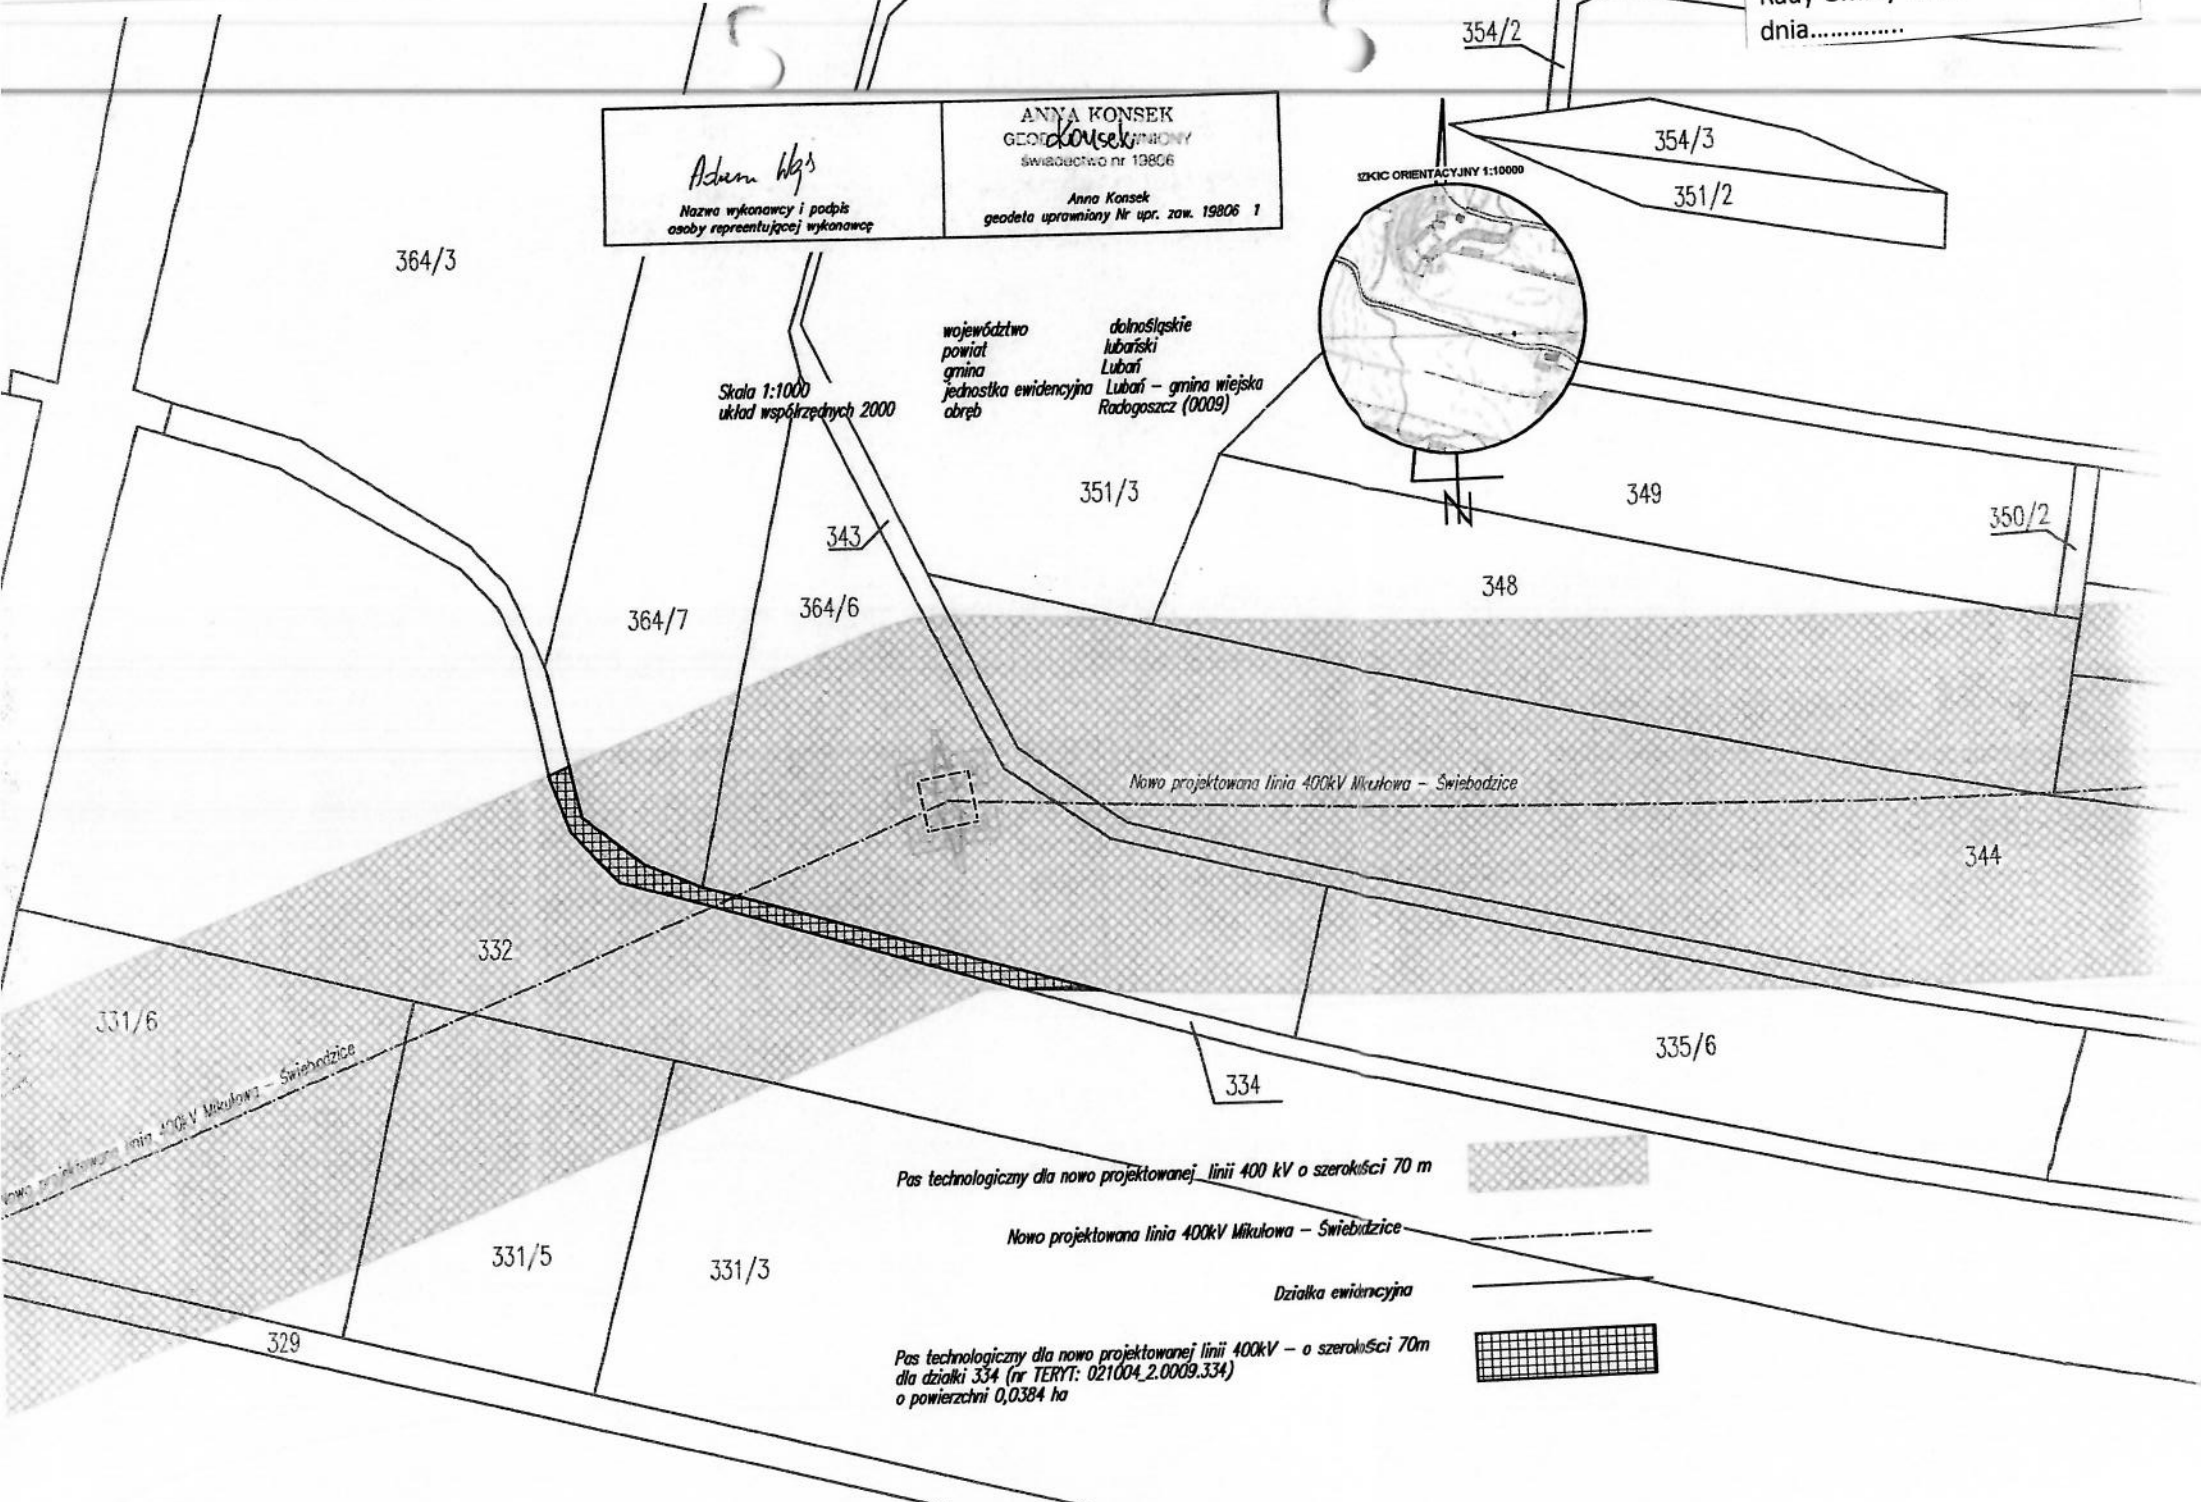 dnia..............
354/2
ANNA KONSEK
świadectwo nr 19806
Adam Wąs
Konsek
Nazwa wykonawcy i podpis
osoby repreentującej wykonawcę
Anna Konsek
geodeta uprawniony Nr upr. zaw. 19806 1
354/3
351/2
SZKIC ORIENTACYJNY 1:10000
364/3
województwo dolnośląskie
powiat lubański
gmina Lubań
jednostka ewidencyjna Lubań – gmina wiejska
obręb Radogoszcz (0009)
Skala 1:1000
układ współrzędnych 2000
351/3
349
N
350/2
343
348
364/7
364/6
Nowo projektowana linia 400kV Mikułowa – Świebodzice
344
332
331/6
335/6
Nowo projektowana linia 400kV Mikułowa – Świebodzice
334
Pas technologiczny dla nowo projektowanej linii 400 kV o szerokości 70 m
Nowo projektowana linia 400kV Mikułowa – Świebodzice
331/5
331/3
Działka ewidencyjna
329
Pas technologiczny dla nowo projektowanej linii 400kV – o szerokości 70m
dla działki 334 (nr TERYT: 021004_2.0009.334)
o powierzchni 0,0384 ha